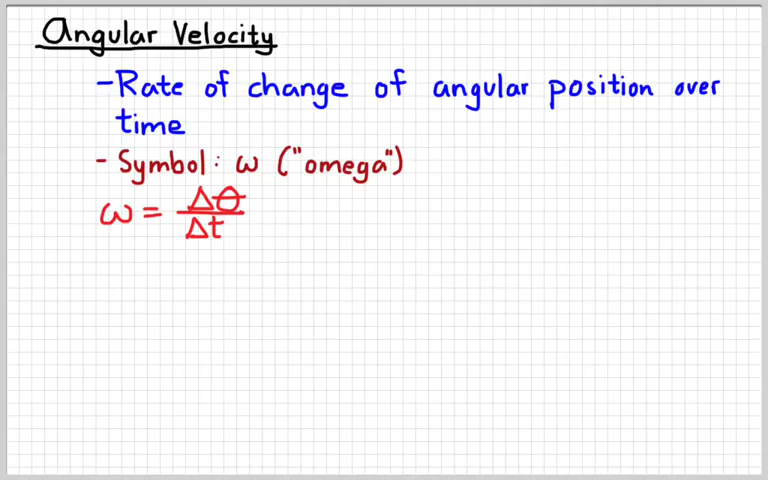 Angular Velocity
-Rate of change of angular position over
time
- Symbol: ω ("omega")
ω = Δθ/Δt